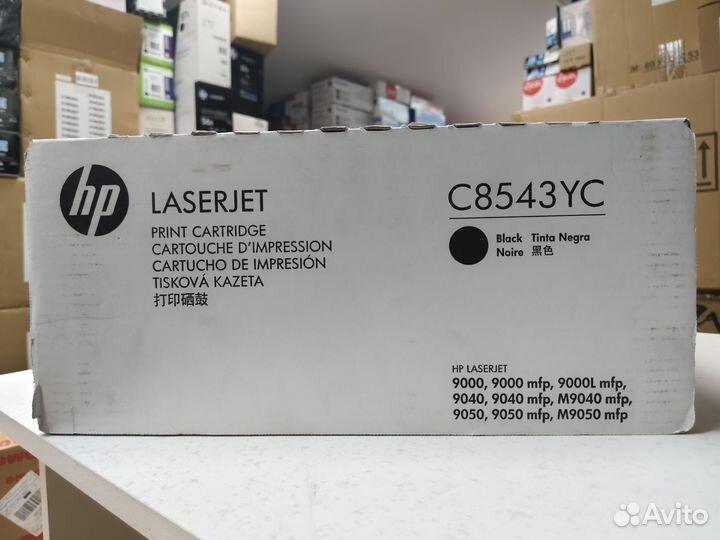 hp
LASERJET
PRINT CARTRIDGE
CARTOUCHE D'IMPRESSION
CARTUCHO DE IMPRESIÓN
TISKOVÁ KAZETA
打印硒鼓
C8543YC
Black Tinta Negra
Noire 黑色
HP LASERJET
9000, 9000 mfp, 9000L mfp,
9040, 9040 mfp, M9040 mfp,
9050, 9050 mfp, M9050 mfp
Avito